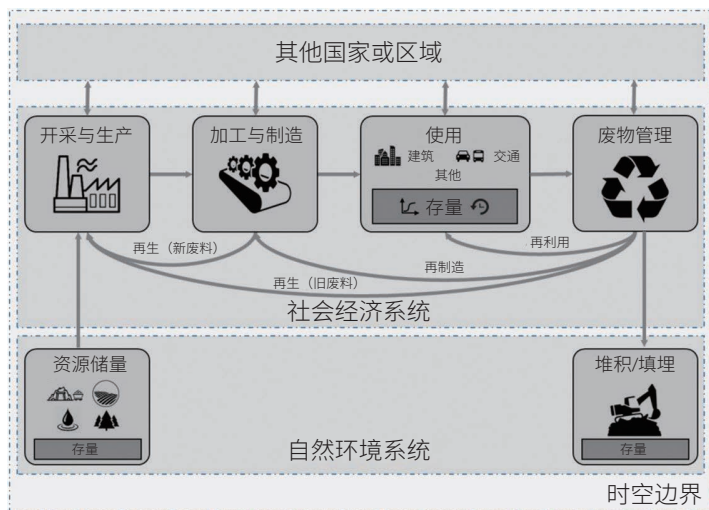 其他国家或区域
开采与生产
加工与制造
使用
建筑
交通
其他
存量
废物管理
再生（新废料）
再利用
再制造
再生（旧废料）
社会经济系统
资源储量
存量
堆积/填埋
存量
自然环境系统
时空边界